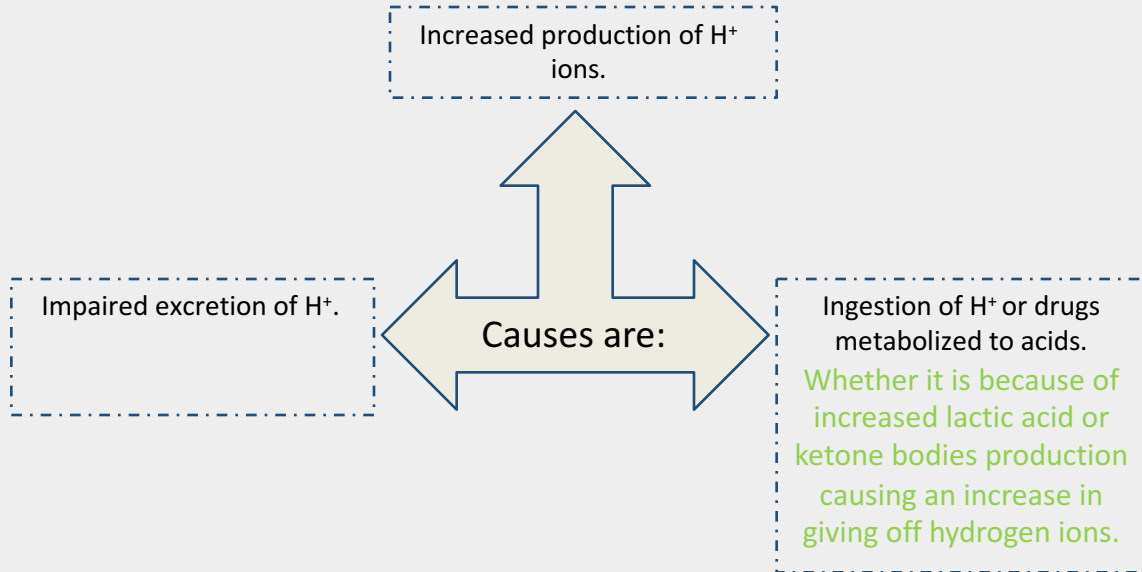 Increased production of H⁺
ions.
Impaired excretion of H⁺.
Causes are:
Ingestion of H⁺ or drugs
metabolized to acids.
Whether it is because of
increased lactic acid or
ketone bodies production
causing an increase in
giving off hydrogen ions.